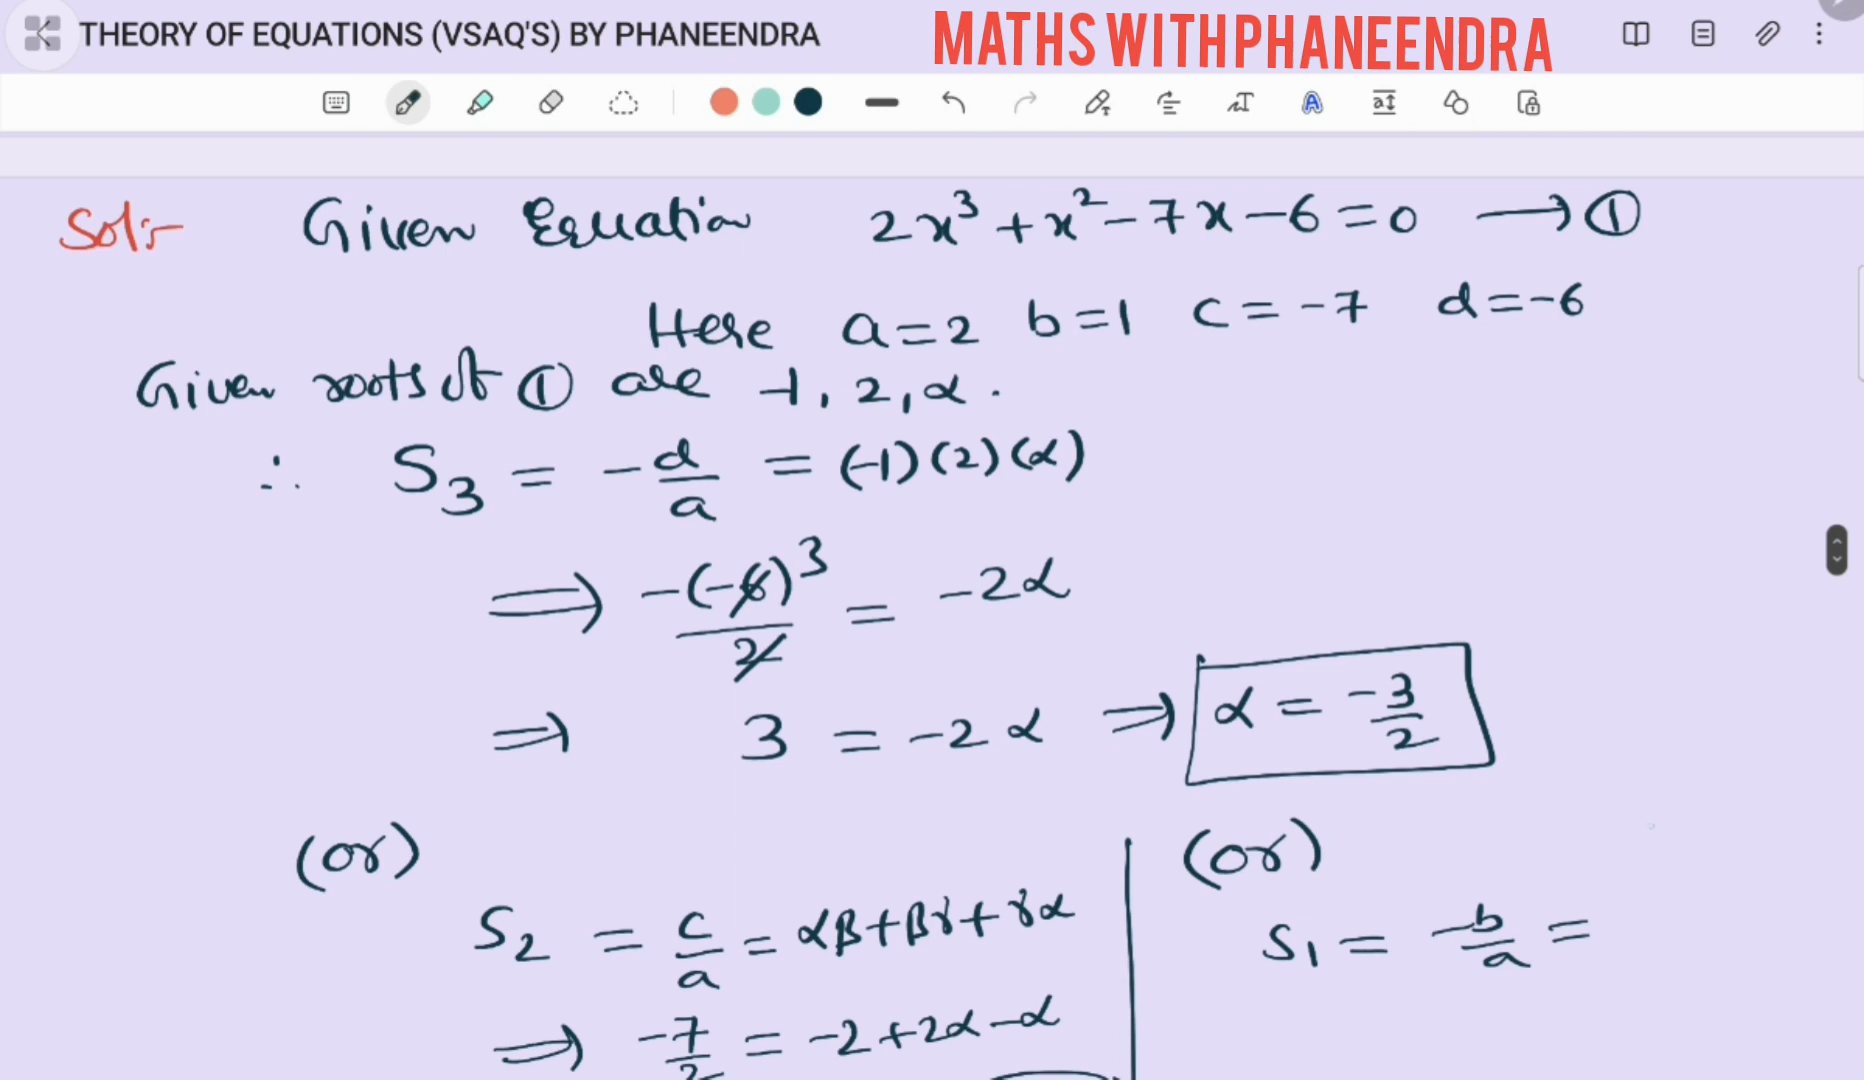 THEORY OF EQUATIONS (VSAQ'S) BY PHANEENDRA
MATHS WITH PHANEENDRA
Sol:-
Given Equation 2x³ + x² - 7x - 6 = 0 → ①
Here a = 2 b = 1 c = -7 d = -6
Given roots of ① are -1, 2, α.
∴ S₃ = -d/a = (-1)(2)(α)
⟹ -(-6)/2 3 = -2α
⟹ 3 = -2α ⟹ α = -3/2
(or)
S₂ = c/a = αβ + βγ + γα
⟹ -7/2 = -2 + 2α - α
(or)
S₁ = -b/a =